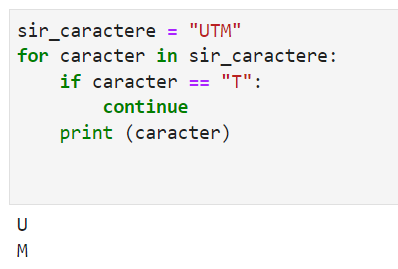 sir_caractere = "UTM"
for caracter in sir_caractere:
    if caracter == "T":
        continue
    print (caracter)
U
M